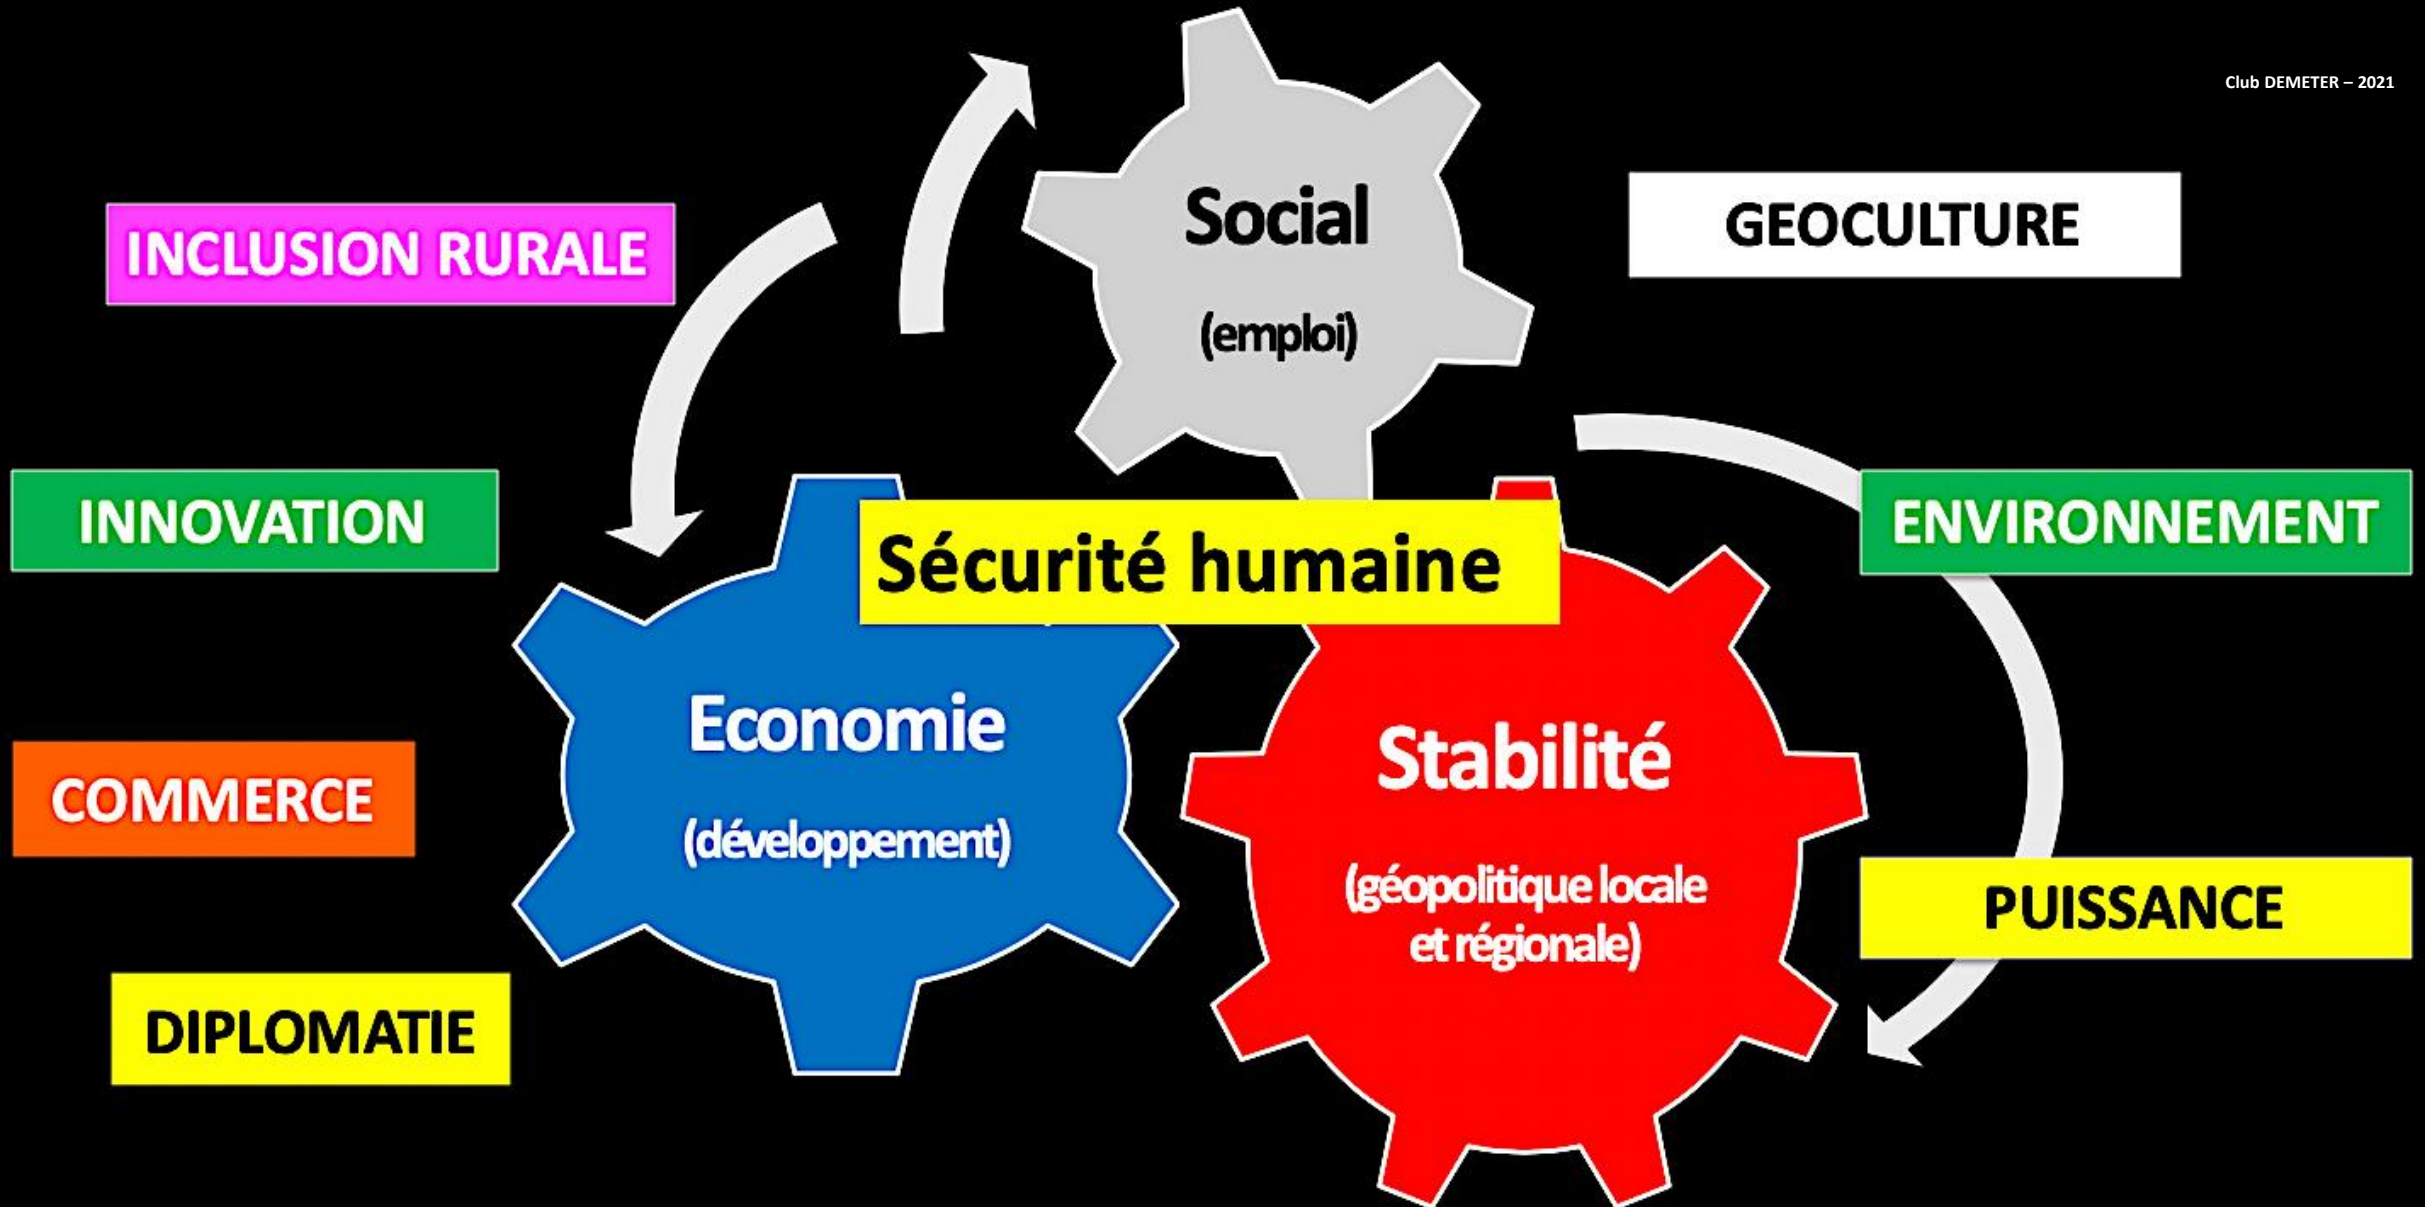 Club DEMETER – 2021
Social
(emploi)
GEOCULTURE
INCLUSION RURALE
INNOVATION
ENVIRONNEMENT
Sécurité humaine
Economie
(développement)
Stabilité
(géopolitique locale
et régionale)
COMMERCE
PUISSANCE
DIPLOMATIE